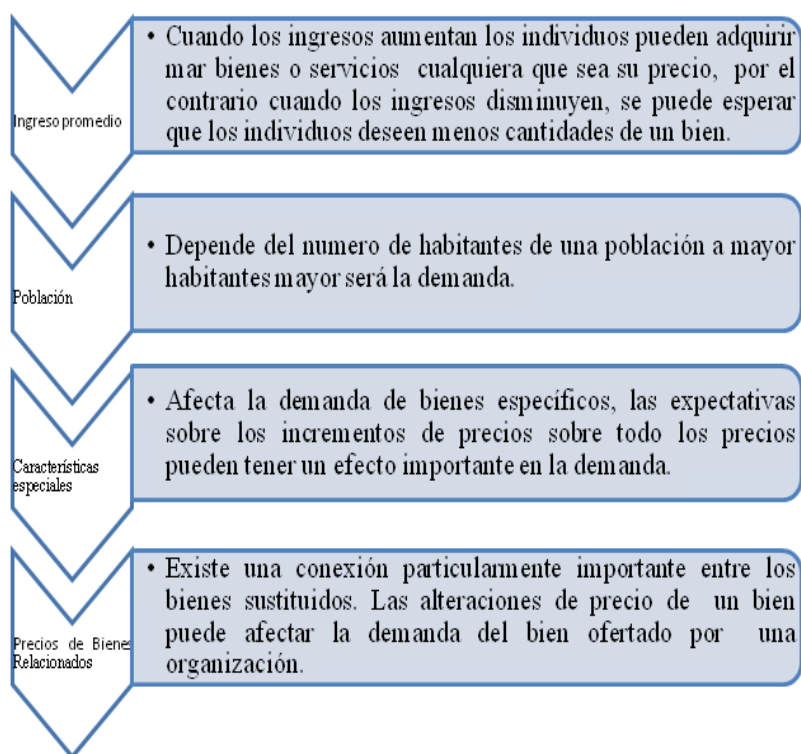 Ingreso promedio
• Cuando los ingresos aumentan los individuos pueden adquirir
mar bienes o servicios cualquiera que sea su precio, por el
contrario cuando los ingresos disminuyen, se puede esperar
que los individuos deseen menos cantidades de un bien.
Población
• Depende del numero de habitantes de una población a mayor
habitantes mayor será la demanda.
Características
especiales
• Afecta la demanda de bienes específicos, las expectativas
sobre los incrementos de precios sobre todo los precios
pueden tener un efecto importante en la demanda.
Precios de Bienes
Relacionados
• Existe una conexión particularmente importante entre los
bienes sustituidos. Las alteraciones de precio de un bien
puede afectar la demanda del bien ofertado por una
organización.